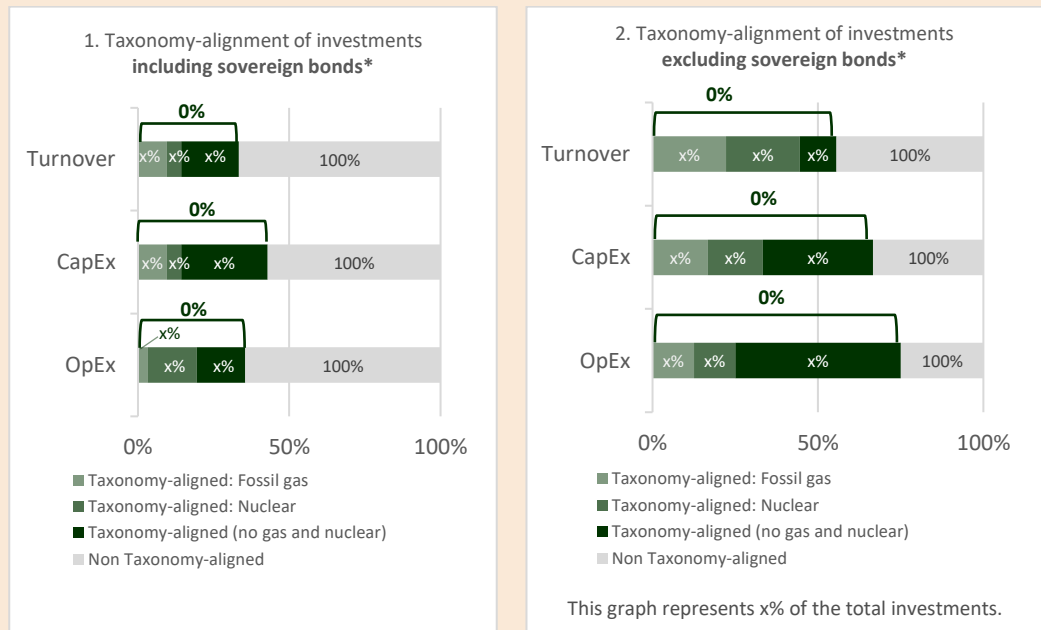 1. Taxonomy-alignment of investments
including sovereign bonds*
0%
Turnover x% x% x% 100%
0%
CapEx x% x% x% 100%
0%
x%
OpEx x% x% 100%
0% 50% 100%
Taxonomy-aligned: Fossil gas
Taxonomy-aligned: Nuclear
Taxonomy-aligned (no gas and nuclear)
Non Taxonomy-aligned
2. Taxonomy-alignment of investments
excluding sovereign bonds*
0%
Turnover x% x% x% 100%
0%
CapEx x% x% x% 100%
0%
OpEx x% x% x% 100%
0% 50% 100%
Taxonomy-aligned: Fossil gas
Taxonomy-aligned: Nuclear
Taxonomy-aligned (no gas and nuclear)
Non Taxonomy-aligned
This graph represents x% of the total investments.